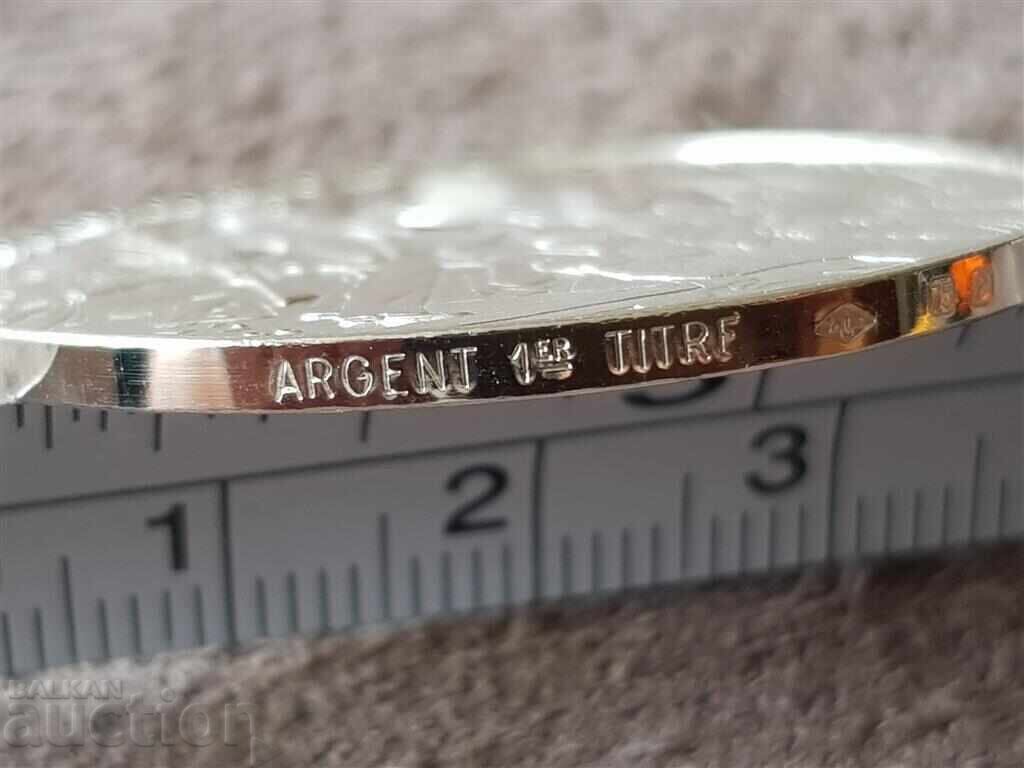 ARGENT 1ER TITRE
1 2 3
BALKAN
auction